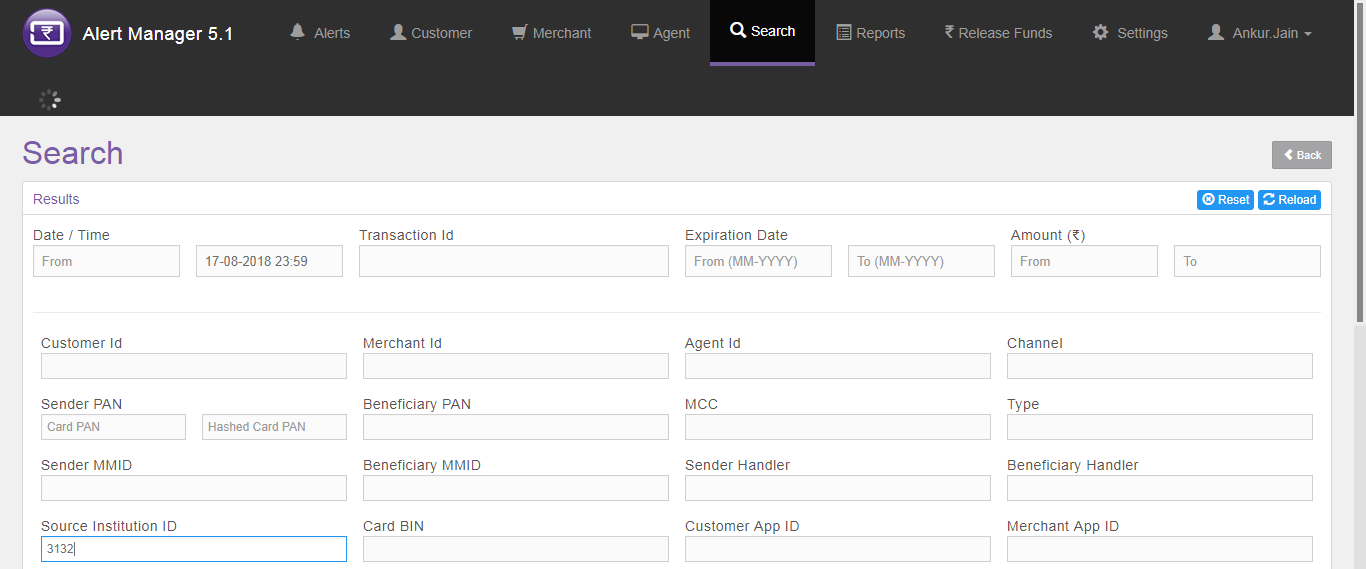 Alert Manager 5.1 Alerts Customer Merchant Agent Search Reports ₹ Release Funds Settings Ankur.Jain
Search
Back
Results Reset Reload
Date / Time Transaction Id Expiration Date Amount (₹)
From 17-08-2018 23:59 From (MM-YYYY) To (MM-YYYY) From To
Customer Id Merchant Id Agent Id Channel
Sender PAN Beneficiary PAN MCC Type
Card PAN Hashed Card PAN
Sender MMID Beneficiary MMID Sender Handler Beneficiary Handler
Source Institution ID Card BIN Customer App ID Merchant App ID
3132